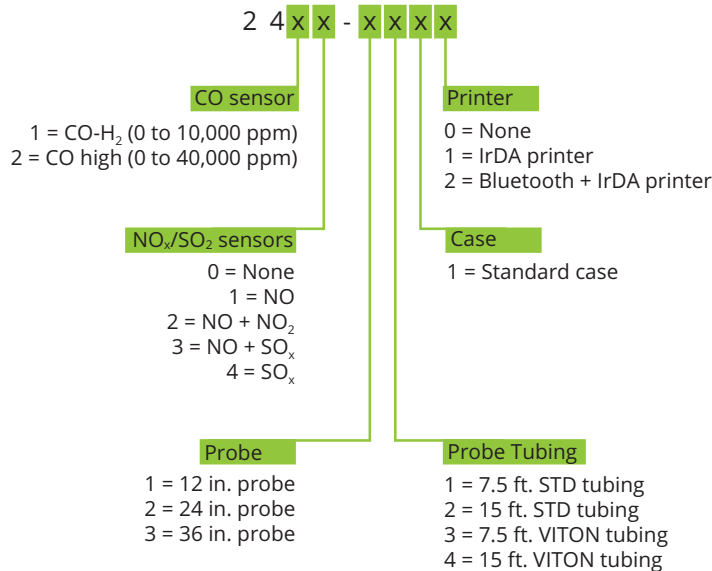 2 4 x x - x x x x
CO sensor
1 = CO-H₂ (0 to 10,000 ppm)
2 = CO high (0 to 40,000 ppm)
Printer
0 = None
1 = IrDA printer
2 = Bluetooth + IrDA printer
NOₓ/SO₂ sensors
0 = None
1 = NO
2 = NO + NO₂
3 = NO + SOₓ
4 = SOₓ
Case
1 = Standard case
Probe
1 = 12 in. probe
2 = 24 in. probe
3 = 36 in. probe
Probe Tubing
1 = 7.5 ft. STD tubing
2 = 15 ft. STD tubing
3 = 7.5 ft. VITON tubing
4 = 15 ft. VITON tubing